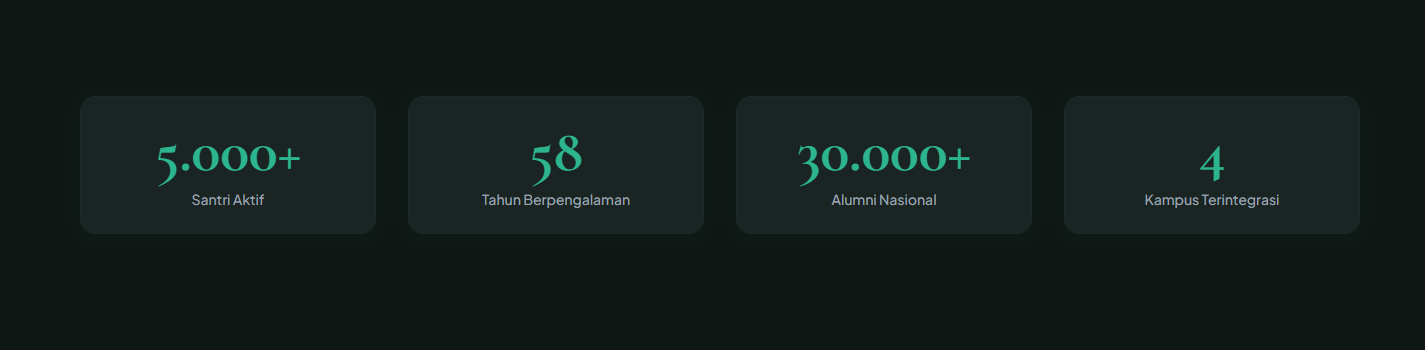 5.000+
Santri Aktif
58
Tahun Berpengalaman
30.000+
Alumni Nasional
4
Kampus Terintegrasi